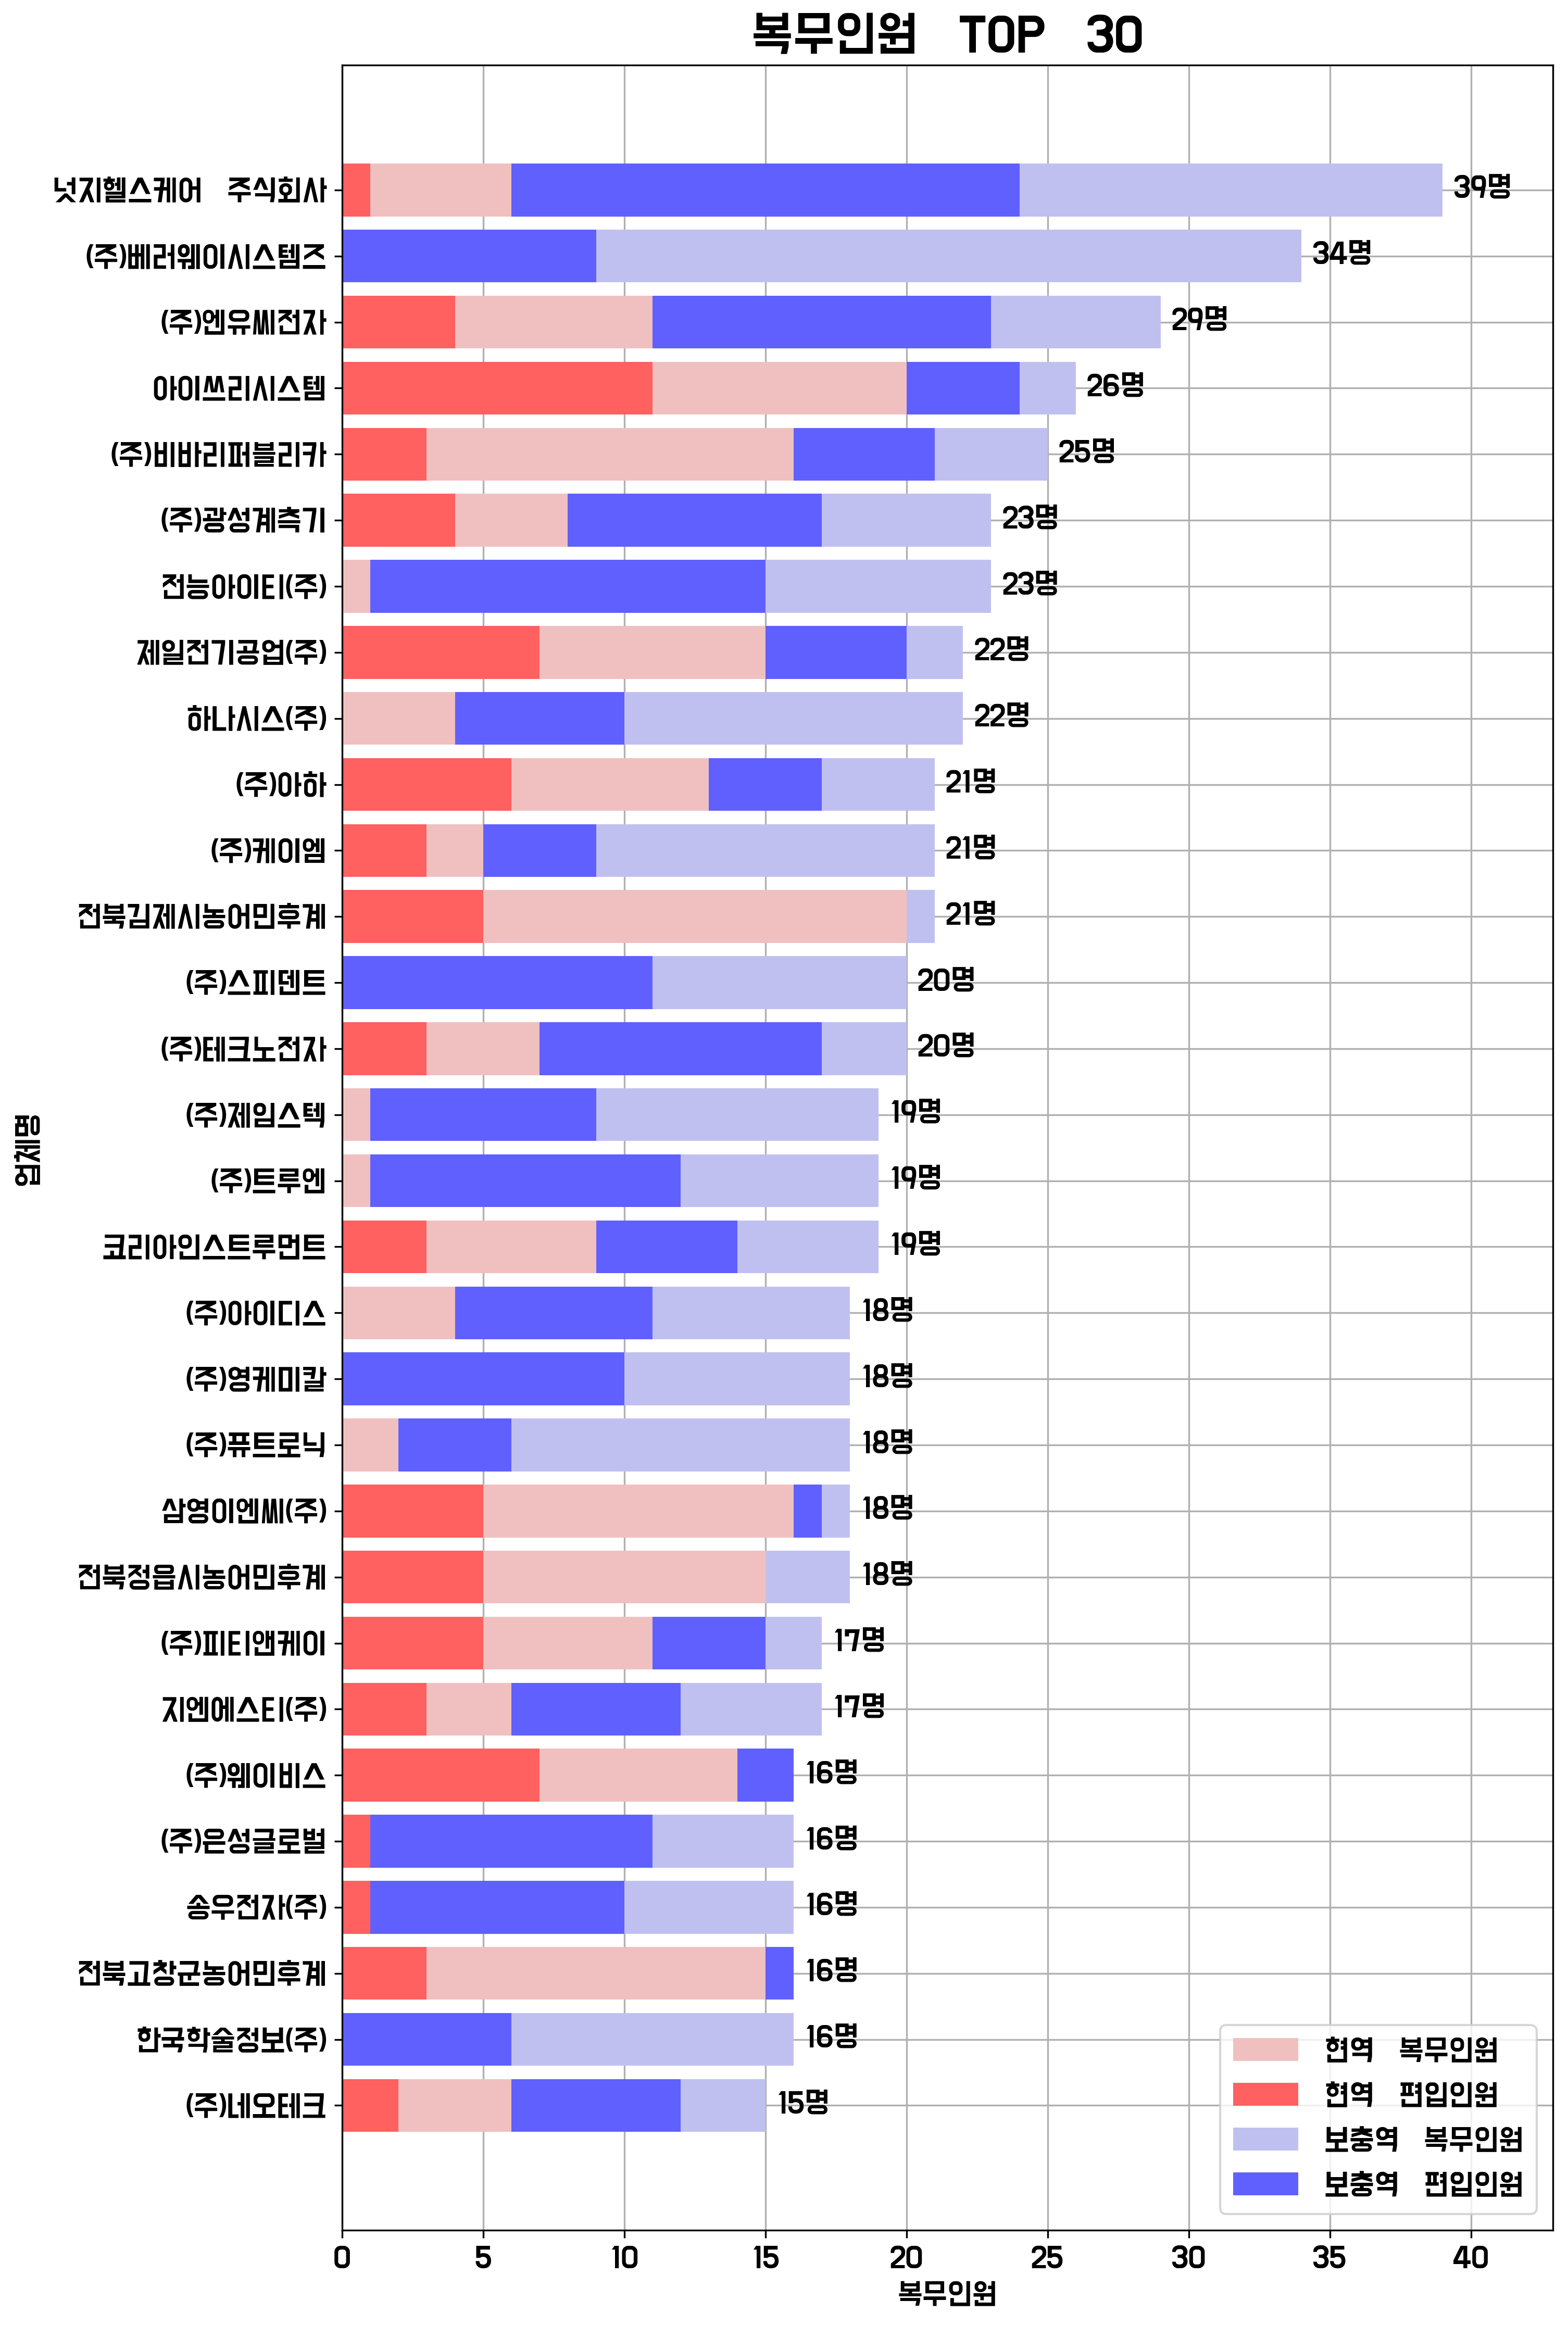 복무인원 TOP 30
넛지헬스케어 주식회사 39명
(주)베러웨이시스템즈 34명
(주)엔유씨전자 29명
아이쓰리시스템 26명
(주)비바리퍼블리카 25명
(주)광성계측기 23명
전능아이티(주) 23명
제일전기공업(주) 22명
하나시스(주) 22명
(주)아하 21명
(주)케이엠 21명
전북김제시농어민후계 21명
(주)스피덴트 20명
(주)테크노전자 20명
(주)제임스텍 19명
(주)트루엔 19명
코리아인스트루먼트 19명
(주)아이디스 18명
(주)영케미칼 18명
(주)퓨트로닉 18명
삼영이엔씨(주) 18명
전북정읍시농어민후계 18명
(주)피티앤케이 17명
지엔에스티(주) 17명
(주)웨이비스 16명
(주)은성글로벌 16명
송우전자(주) 16명
전북고창군농어민후계 16명
한국학술정보(주) 16명
(주)네오테크 15명
업체명
현역 복무인원
현역 편입인원
보충역 복무인원
보충역 편입인원
0 5 10 15 20 25 30 35 40
복무인원